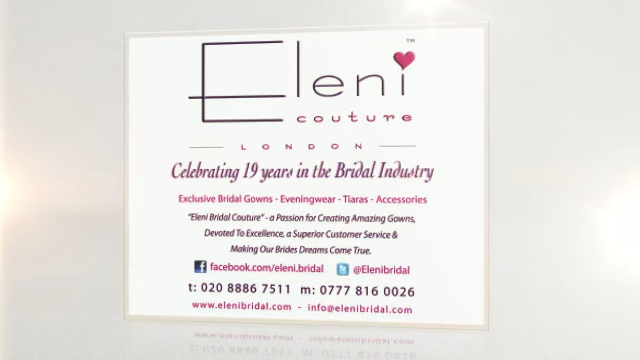 Eleni
TM
couture
LONDON
Celebrating 19 years in the Bridal Industry
Exclusive Bridal Gowns - Eveningwear - Tiaras - Accessories
"Eleni Bridal Couture" - a Passion for Creating Amazing Gowns,
Devoted To Excellence, a Superior Customer Service &
Making Our Brides Dreams Come True.
facebook.com/eleni.bridal @Elenibridal
t: 020 8886 7511 m: 0777 816 0026
www.elenibridal.com - info@elenibridal.com